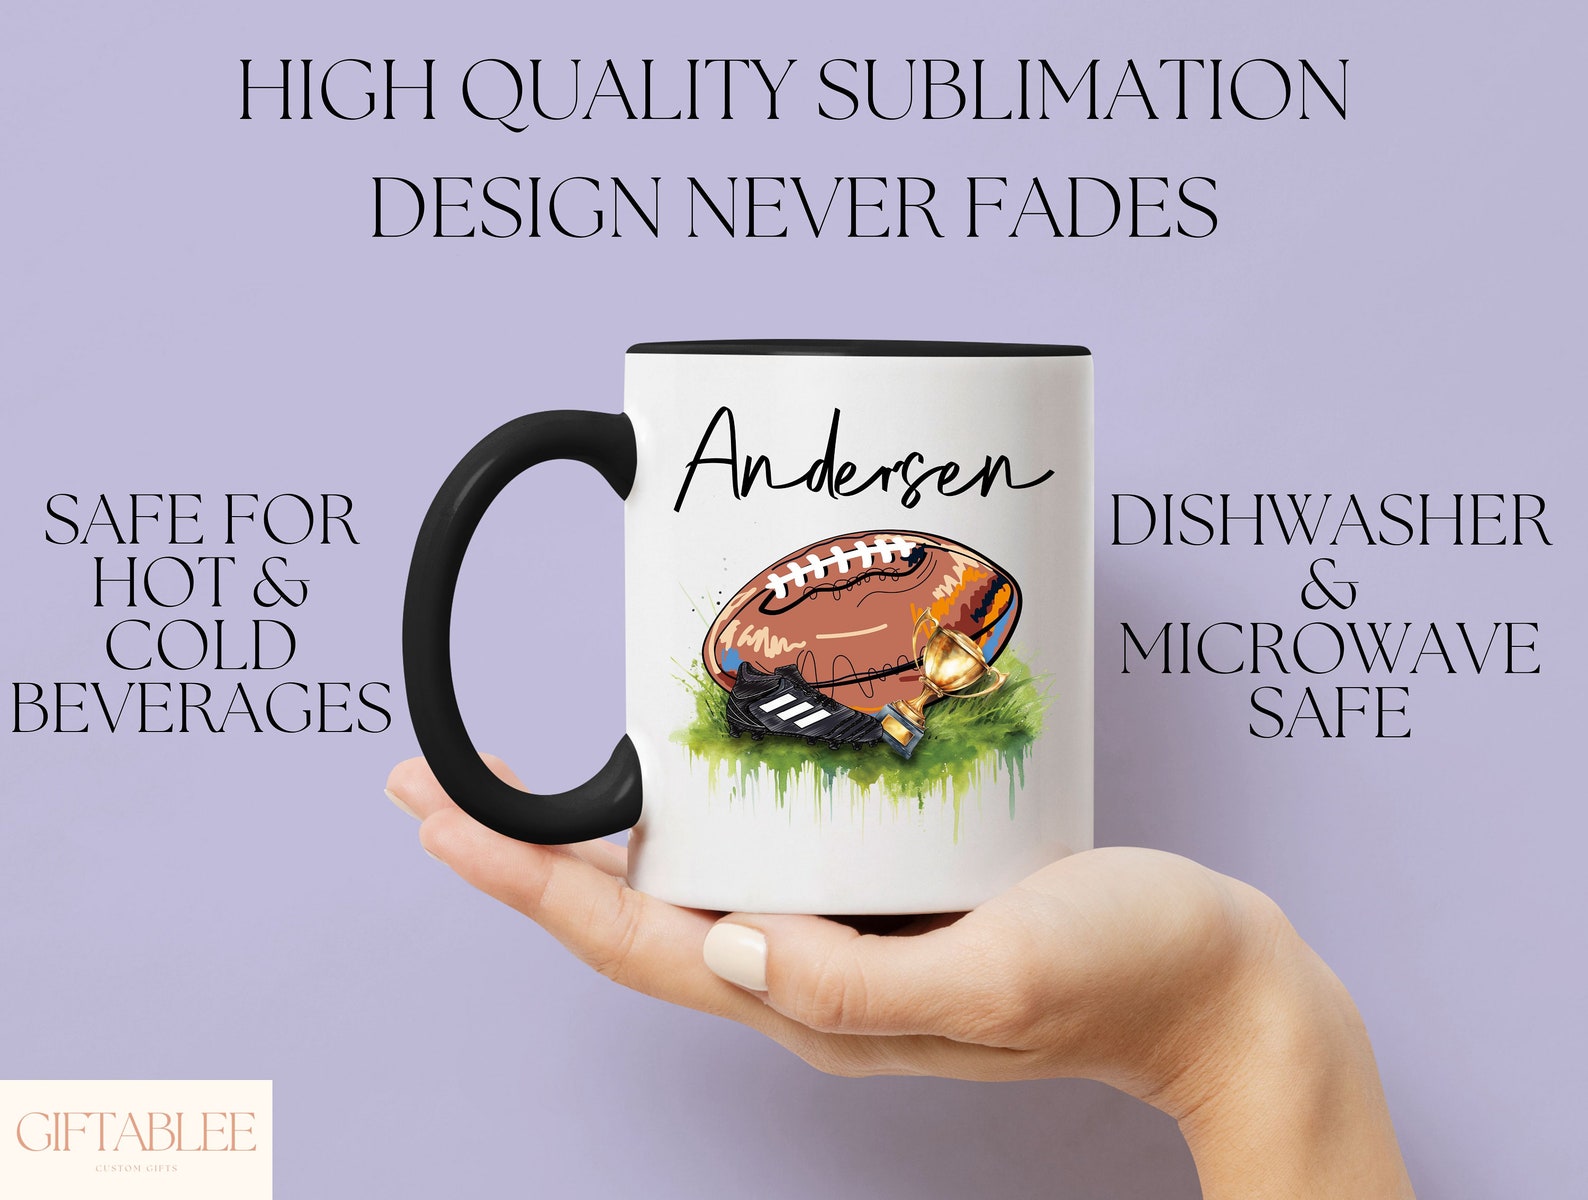 HIGH QUALITY SUBLIMATION
DESIGN NEVER FADES
Andersen
SAFE FOR
HOT &
COLD
BEVERAGES
DISHWASHER
&
MICROWAVE
SAFE
GIFTABLEE
CUSTOM GIFTS